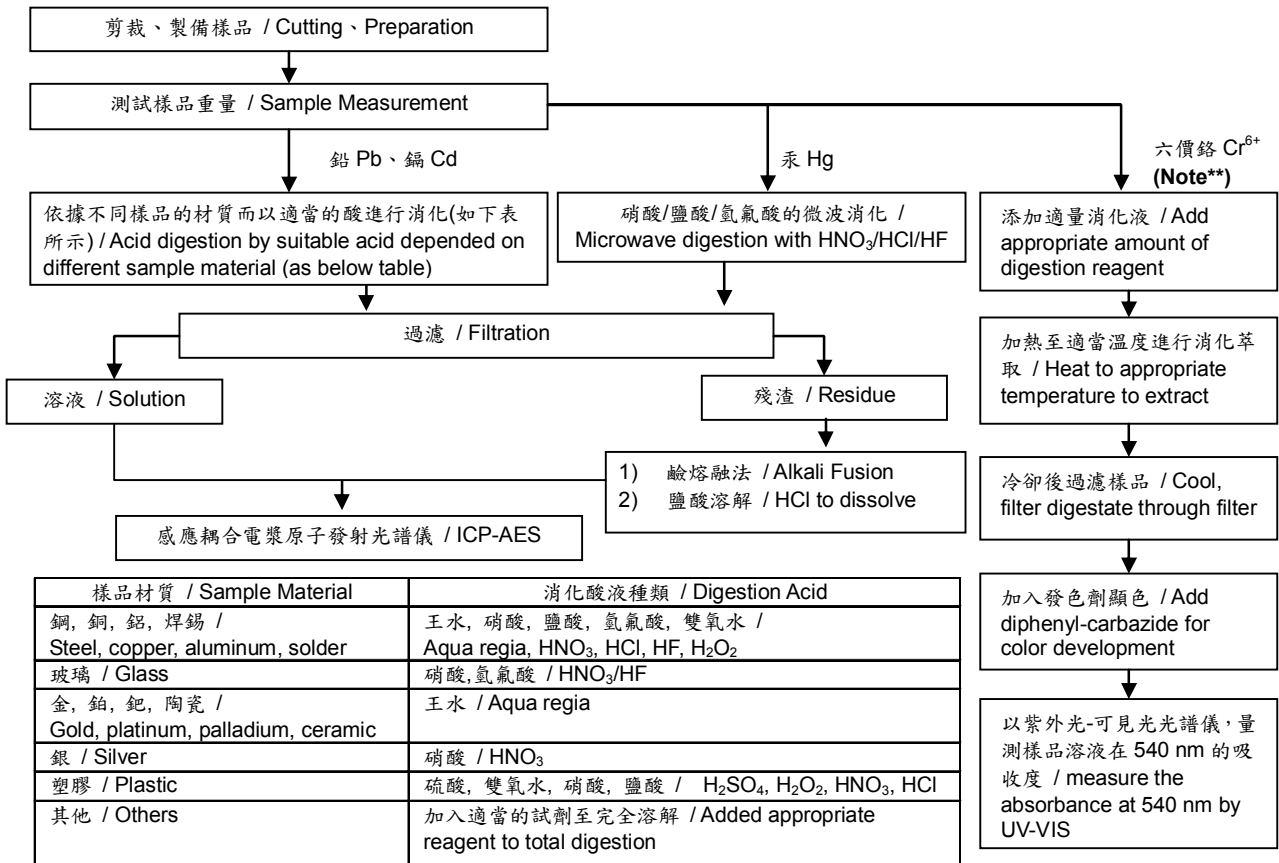 剪裁、製備樣品 / Cutting、Preparation
測試樣品重量 / Sample Measurement
鉛 Pb、鎘 Cd
汞 Hg
六價鉻 Cr⁶⁺
(Note**)
依據不同樣品的材質而以適當的酸進行消化(如下表
所示) / Acid digestion by suitable acid depended on
different sample material (as below table)
硝酸/鹽酸/氫氟酸的微波消化 /
Microwave digestion with HNO₃/HCl/HF
添加適量消化液 / Add
appropriate amount of
digestion reagent
過濾 / Filtration
加熱至適當溫度進行消化萃
取 / Heat to appropriate
temperature to extract
溶液 / Solution
殘渣 / Residue
1) 鹼熔融法 / Alkali Fusion
2) 鹽酸溶解 / HCl to dissolve
冷卻後過濾樣品 / Cool,
filter digestate through filter
感應耦合電漿原子發射光譜儀 / ICP-AES
加入發色劑顯色 / Add
diphenyl-carbazide for
color development
以紫外光-可見光光譜儀，量
測樣品溶液在 540 nm 的吸
收度 / measure the
absorbance at 540 nm by
UV-VIS
樣品材質 / Sample Material
消化酸液種類 / Digestion Acid
鋼, 銅, 鋁, 焊錫 /
Steel, copper, aluminum, solder
王水, 硝酸, 鹽酸, 氫氟酸, 雙氧水 /
Aqua regia, HNO₃, HCl, HF, H₂O₂
玻璃 / Glass
硝酸,氫氟酸 / HNO₃/HF
金, 鉑, 鈀, 陶瓷 /
Gold, platinum, palladium, ceramic
王水 / Aqua regia
銀 / Silver
硝酸 / HNO₃
塑膠 / Plastic
硫酸, 雙氧水, 硝酸, 鹽酸 / H₂SO₄, H₂O₂, HNO₃, HCl
其他 / Others
加入適當的試劑至完全溶解 / Added appropriate
reagent to total digestion